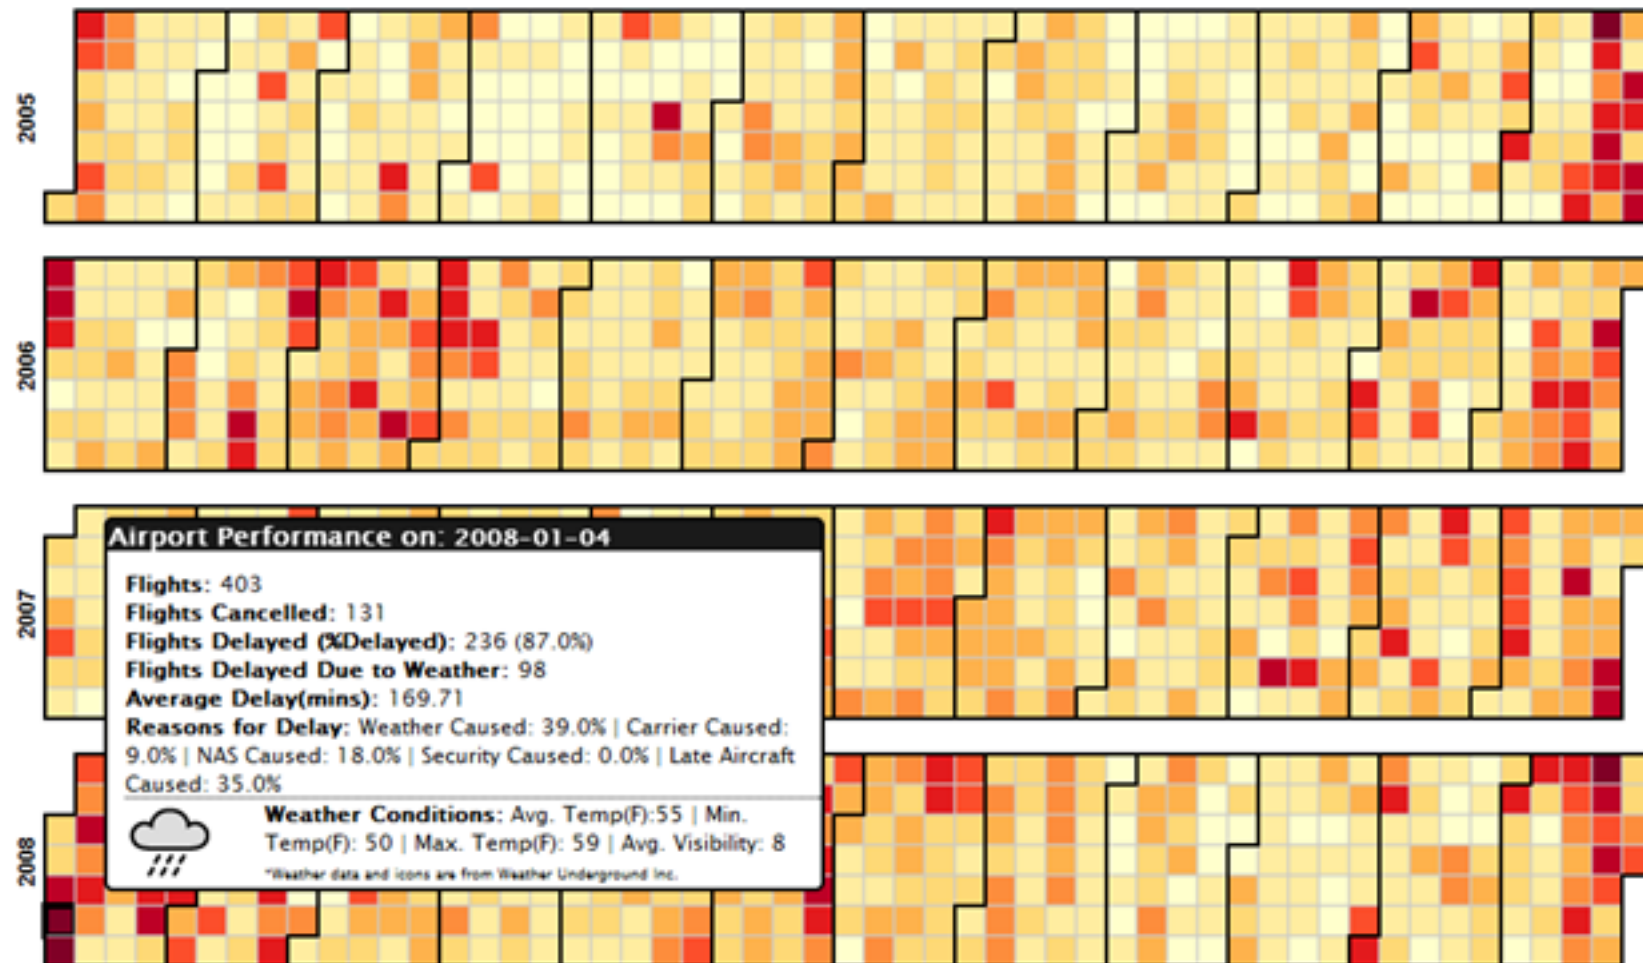 2005
2006
2007
Airport Performance on: 2008-01-04
Flights: 403
Flights Cancelled: 131
Flights Delayed (%Delayed): 236 (87.0%)
Flights Delayed Due to Weather: 98
Average Delay(mins): 169.71
Reasons for Delay: Weather Caused: 39.0% | Carrier Caused:
9.0% | NAS Caused: 18.0% | Security Caused: 0.0% | Late Aircraft
Caused: 35.0%
Weather Conditions: Avg. Temp(F):55 | Min.
Temp(F): 50 | Max. Temp(F): 59 | Avg. Visibility: 8
*Weather data and icons are from Weather Underground Inc.
2008